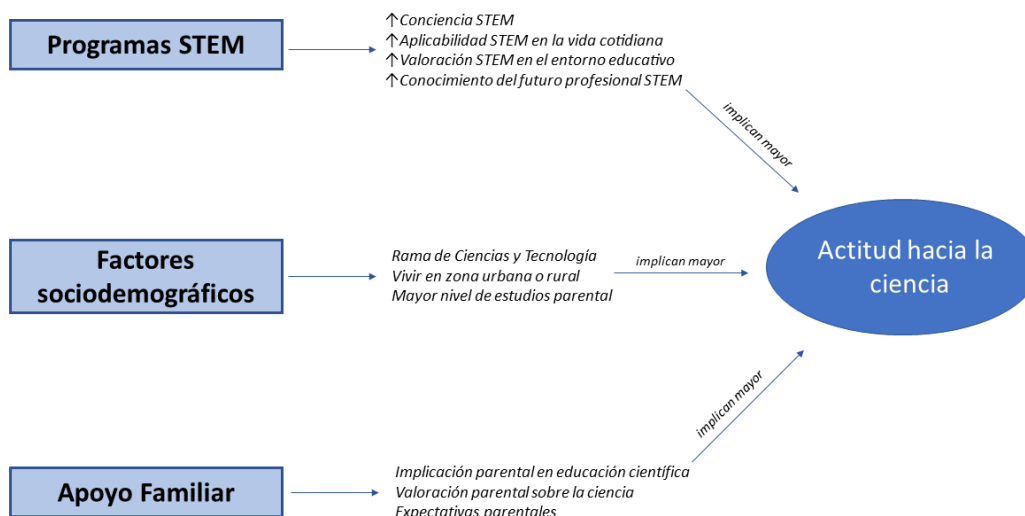 Programas STEM
↑Conciencia STEM
↑Aplicabilidad STEM en la vida cotidiana
↑Valoración STEM en el entorno educativo
↑Conocimiento del futuro profesional STEM
implican mayor
Factores
sociodemográficos
Rama de Ciencias y Tecnología
Vivir en zona urbana o rural
Mayor nivel de estudios parental
implican mayor
Actitud hacia la
ciencia
implican mayor
Apoyo Familiar
Implicación parental en educación científica
Valoración parental sobre la ciencia
Expectativas parentales